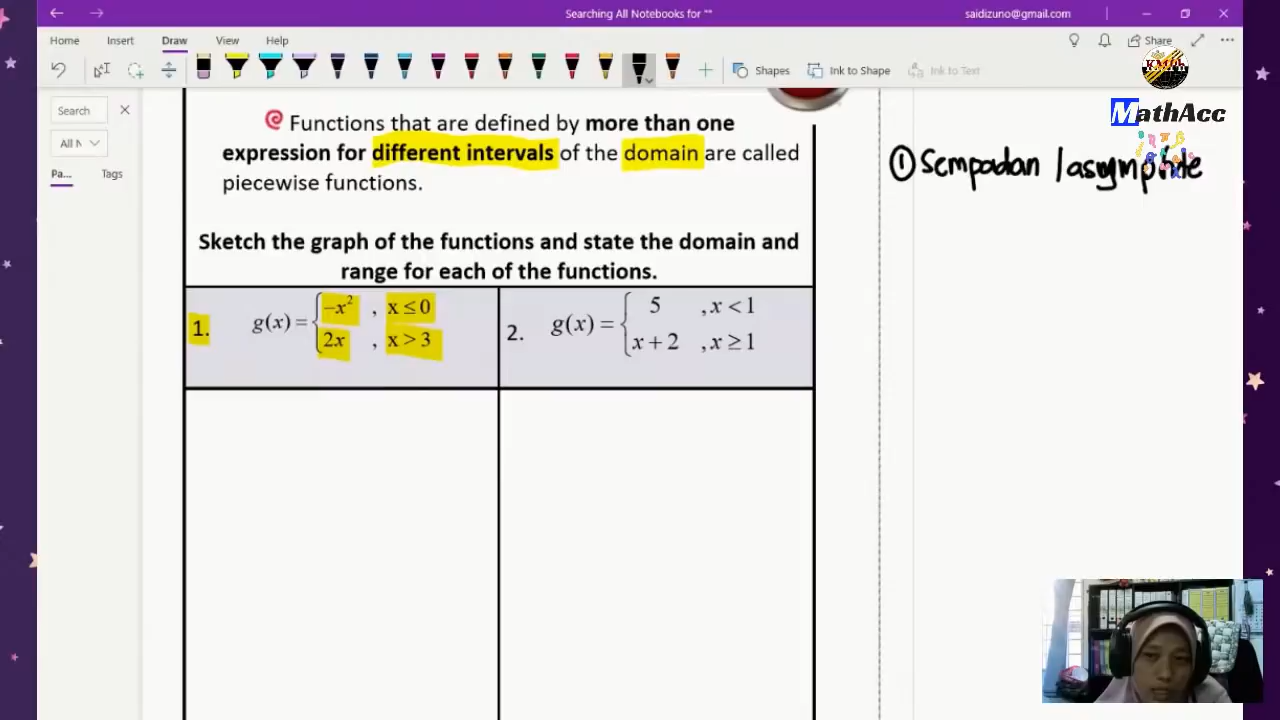 Searching All Notebooks for ""
saidizuno@gmail.com
Home Insert Draw View Help
Share
Shapes
Ink to Shape
Ink to Text
KMPk
MathAcc
Search
All N
Pa...
Tags
Functions that are defined by more than one
expression for different intervals of the domain are called
piecewise functions.
① Sempadan / asymptote
Sketch the graph of the functions and state the domain and
range for each of the functions.
1. g(x) = { -x² , x ≤ 0
2x , x > 3
2. g(x) = { 5 , x < 1
x + 2 , x ≥ 1